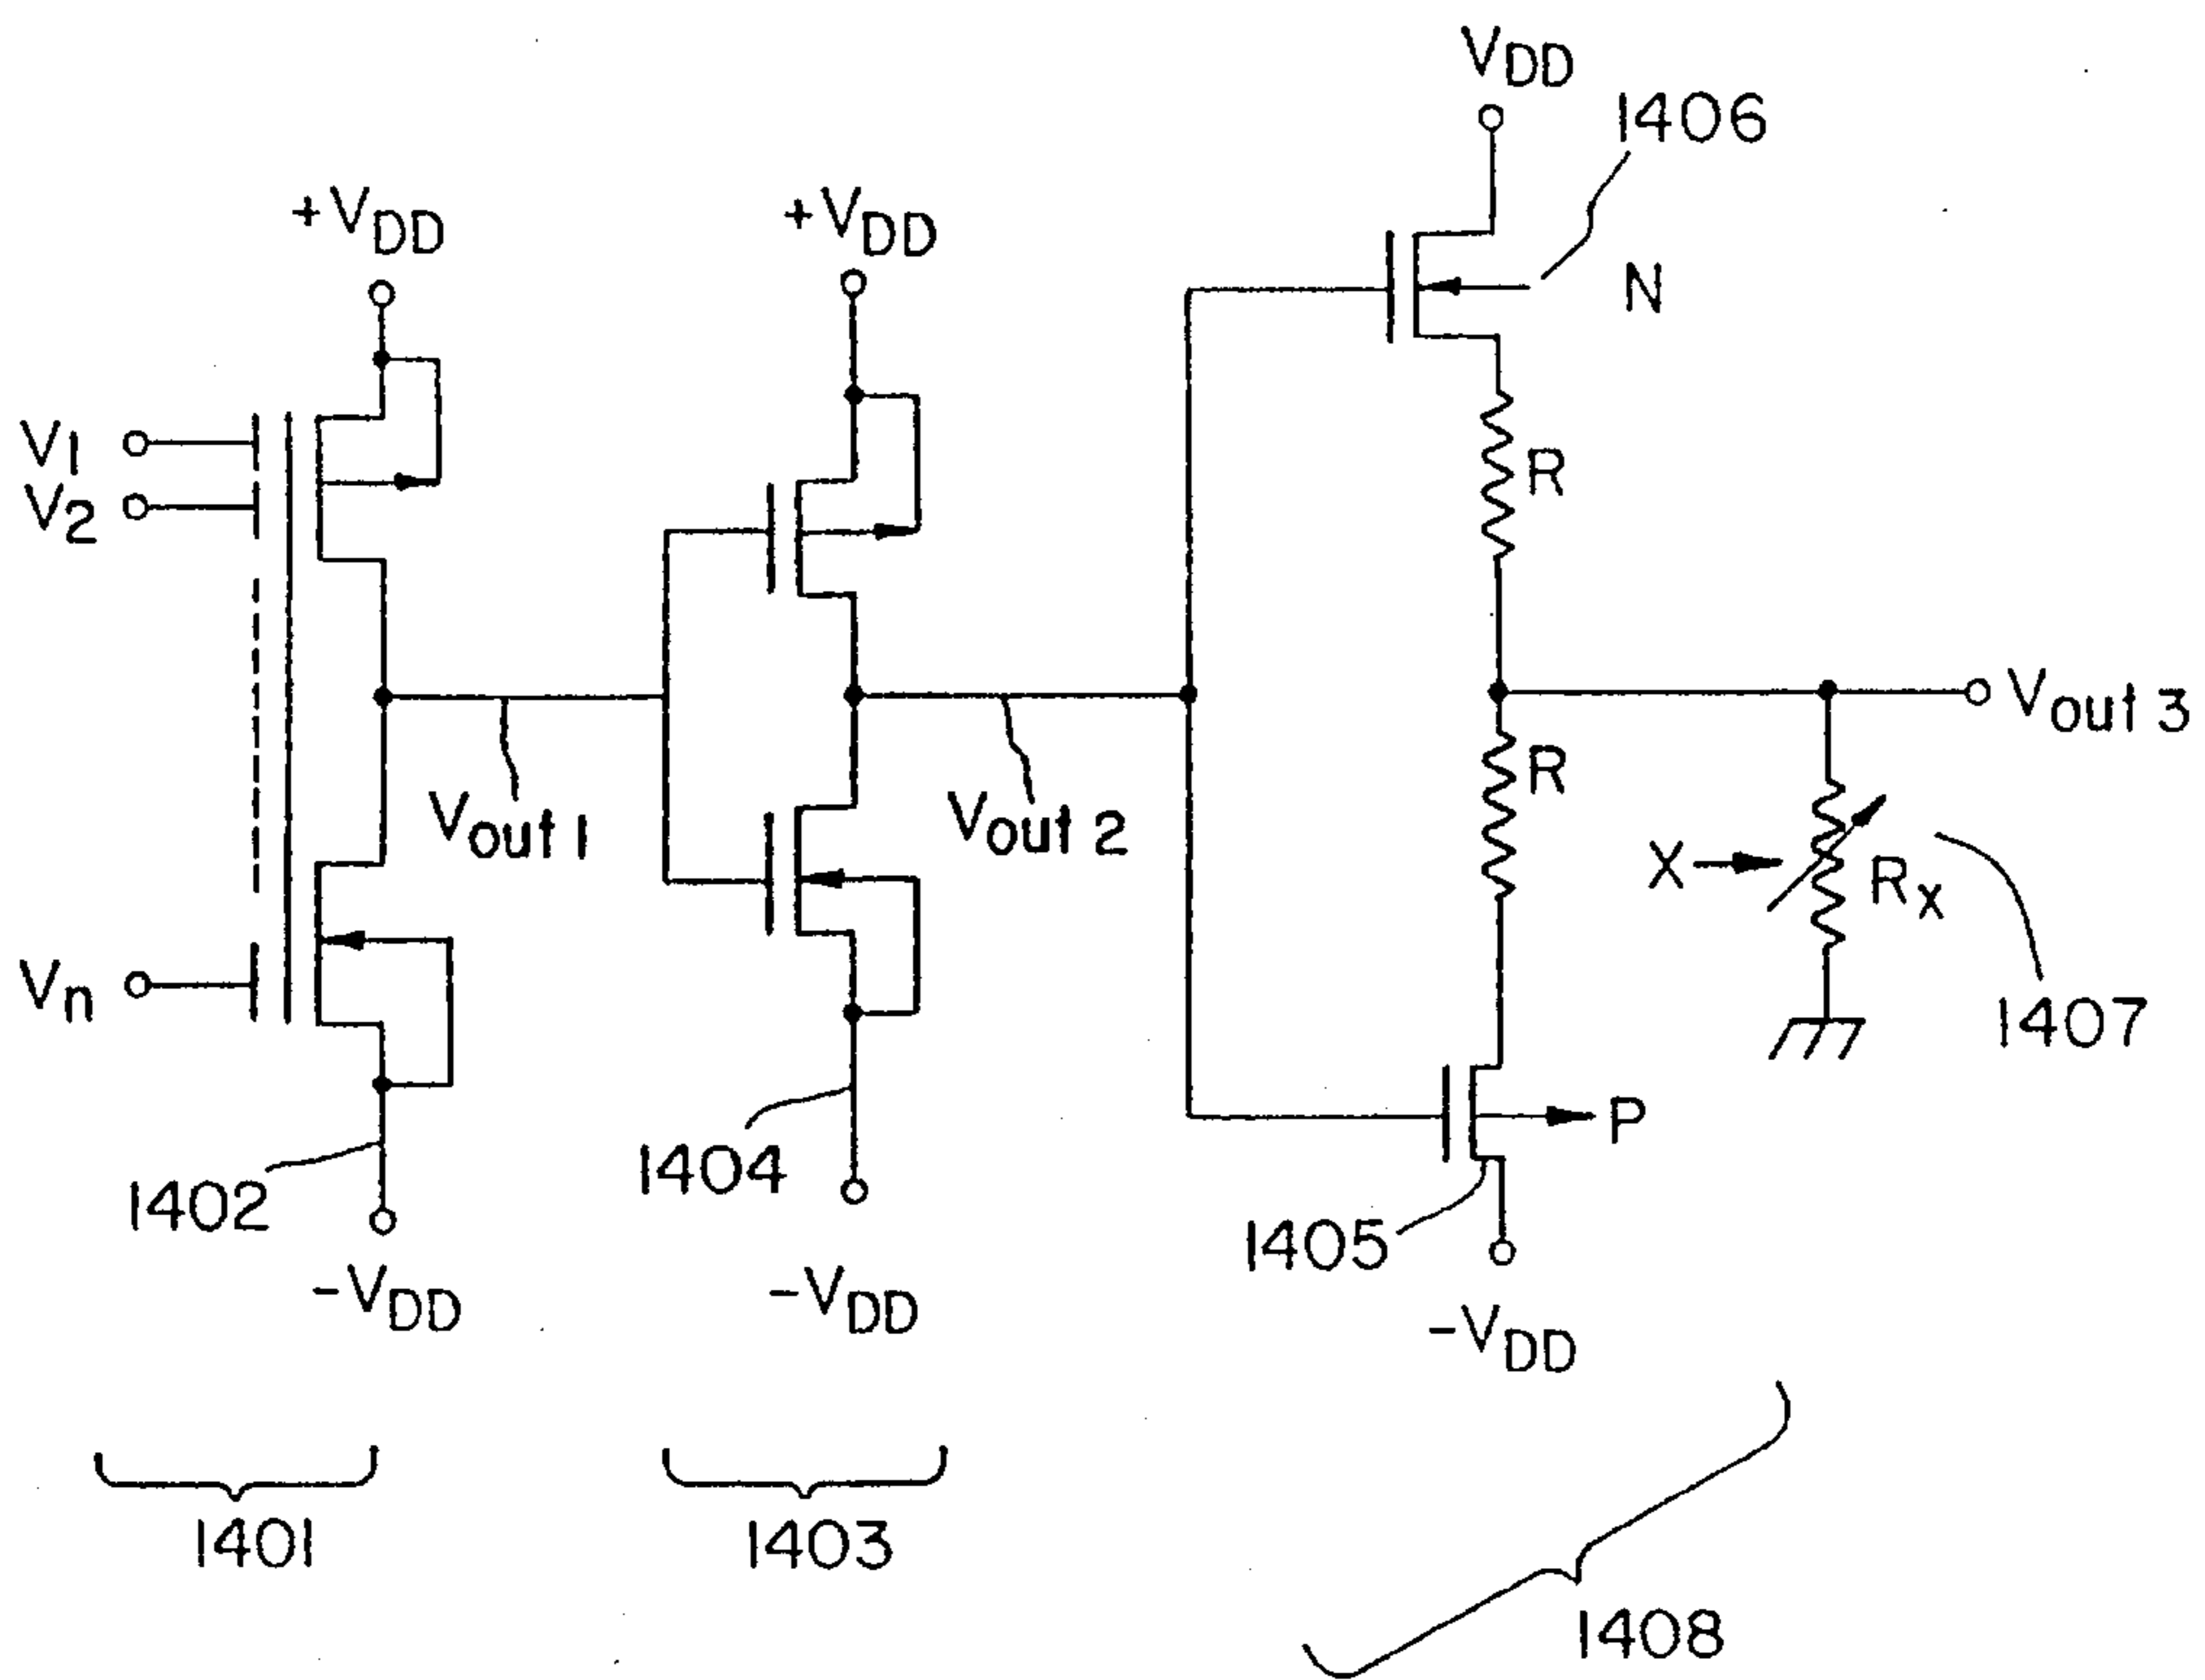 VDD
1406
+VDD
+VDD
N
V1
V2
R
Vout 3
R
Vout 1
Vout 2
X
Rx
Vn
1407
P
1404
1402
1405
-VDD
-VDD
-VDD
1401
1403
1408